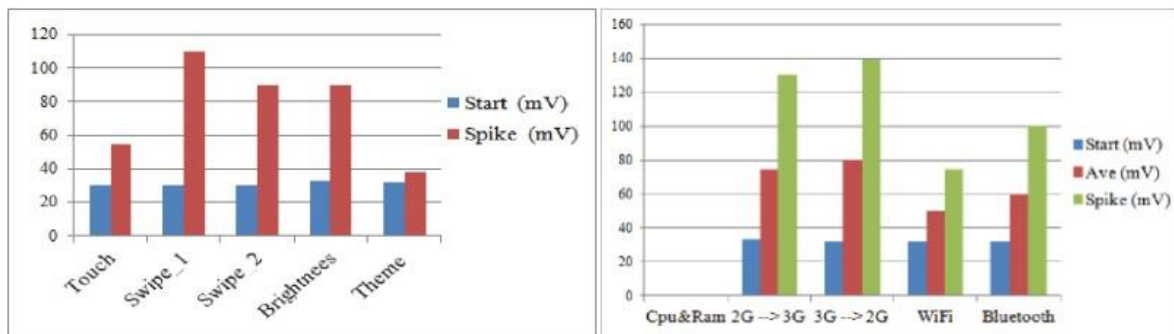 120
100
80
60
40
20
0
Touch
Swipe_1
Swipe_2
Brightnees
Theme
Start (mV)
Spike (mV)
160
140
120
100
80
60
40
20
0
Cpu&Ram 2G -->3G 3G -->2G WiFi Bluetooth
Start (mV)
Ave (mV)
Spike (mV)